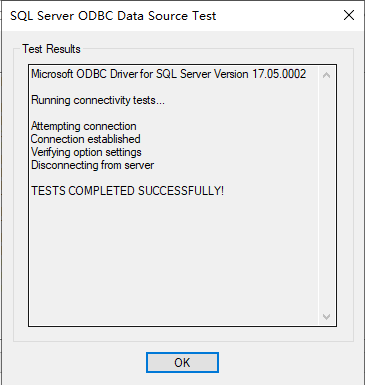 SQL Server ODBC Data Source Test
Test Results
Microsoft ODBC Driver for SQL Server Version 17.05.0002
Running connectivity tests...
Attempting connection
Connection established
Verifying option settings
Disconnecting from server
TESTS COMPLETED SUCCESSFULLY!
OK